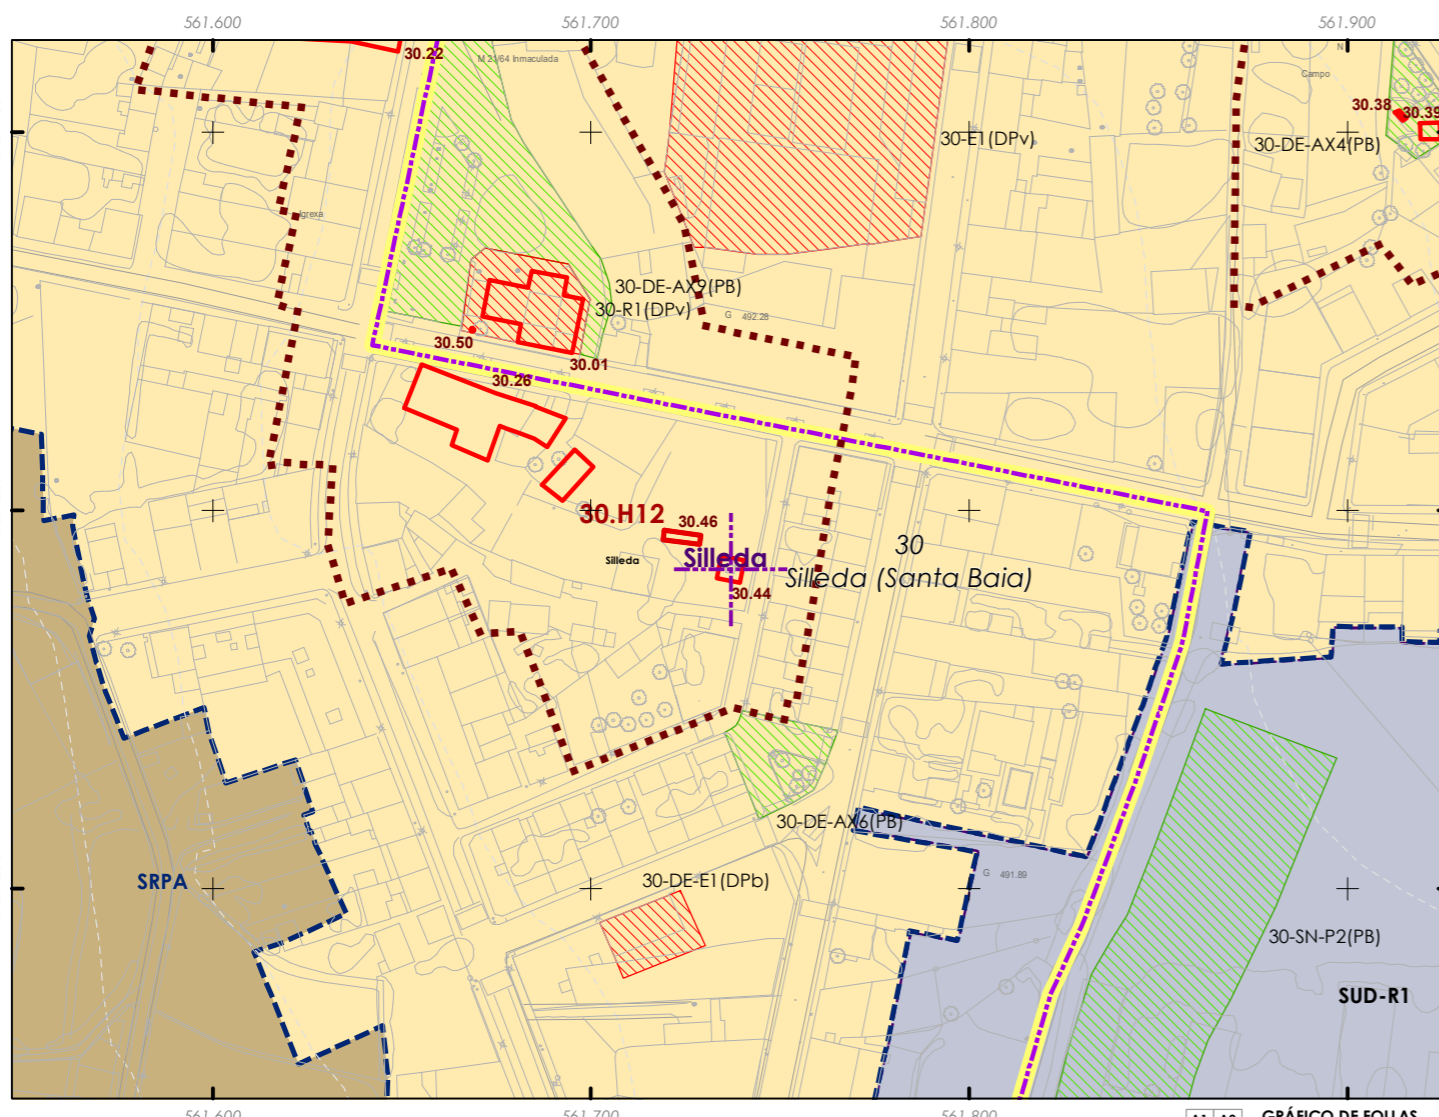 561.600
561.700
561.800
561.900
30.22
M 21/64 Inmaculada
N
Campo
30.38
30.39
30-E1(DPv)
30-DE-AX4(PB)
Igrexa
30-DE-AX9(PB)
30-R1(DPv)
G 492.28
30.50
30.01
30.26
30.H12
30.46
Silleda
Silleda
30
Silleda (Santa Baia)
30.44
30-DE-AX6(PB)
SRPA
30-DE-E1(DPb)
G 491.89
30-SN-P2(PB)
SUD-R1
561.600
561.700
561.800
GRÁFICO DE FOLLAS